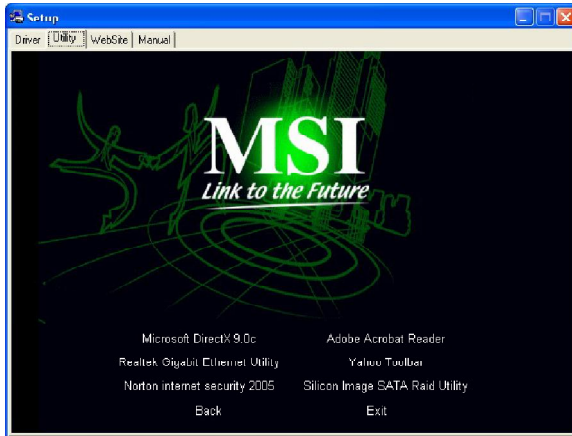 Setup
Driver Utility WebSite Manual
MSI
Link to the Future
Microsoft DirectX 9.0c Adobe Acrobat Reader
Realtek Gigabit Ethernet Utility Yahoo Toolbar
Norton internet security 2005 Silicon Image SATA Raid Utility
Back Exit